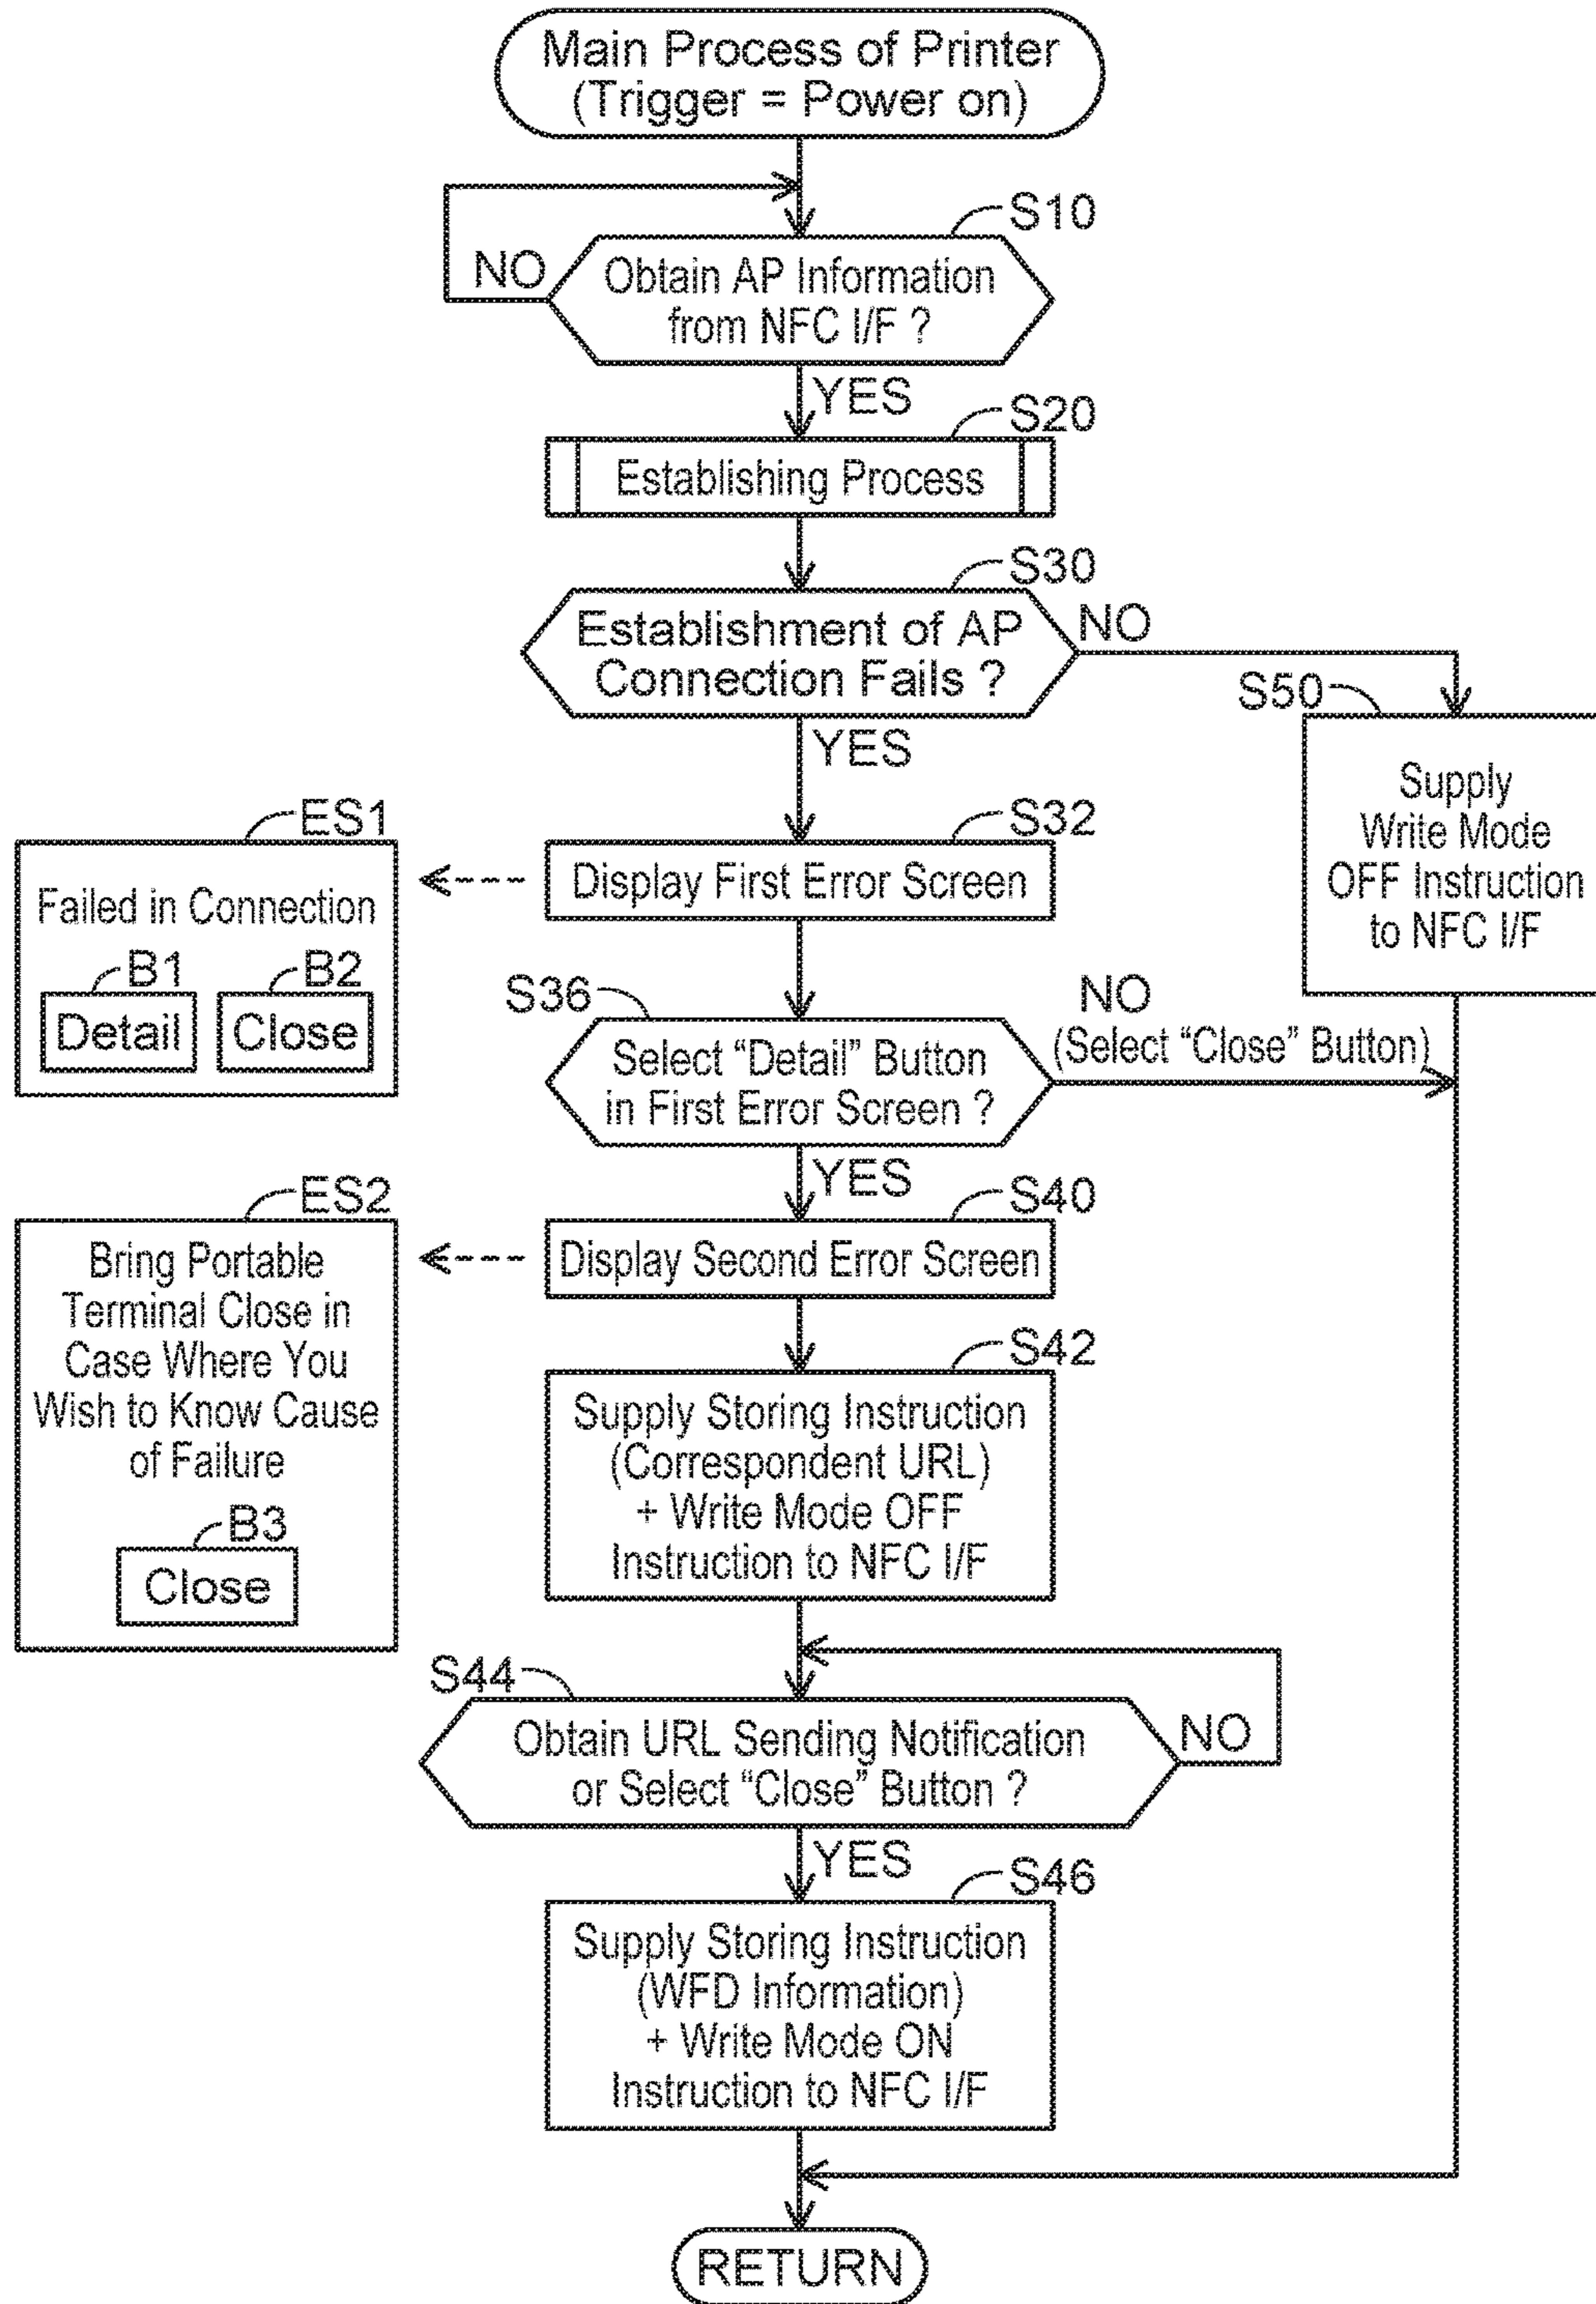 Main Process of Printer
(Trigger = Power on)
S10
NO
Obtain AP Information
from NFC I/F ?
YES
S20
Establishing Process
S30
Establishment of AP
Connection Fails ?
NO
YES
S50
Supply
Write Mode
OFF Instruction
to NFC I/F
ES1
Failed in Connection
B1
B2
Detail
Close
S32
Display First Error Screen
S36
Select “Detail” Button
in First Error Screen ?
NO
(Select “Close” Button)
YES
ES2
Bring Portable
Terminal Close in
Case Where You
Wish to Know Cause
of Failure
B3
Close
S40
Display Second Error Screen
S42
Supply Storing Instruction
(Correspondent URL)
+ Write Mode OFF
Instruction to NFC I/F
S44
Obtain URL Sending Notification
or Select “Close” Button ?
NO
YES
S46
Supply Storing Instruction
(WFD Information)
+ Write Mode ON
Instruction to NFC I/F
RETURN